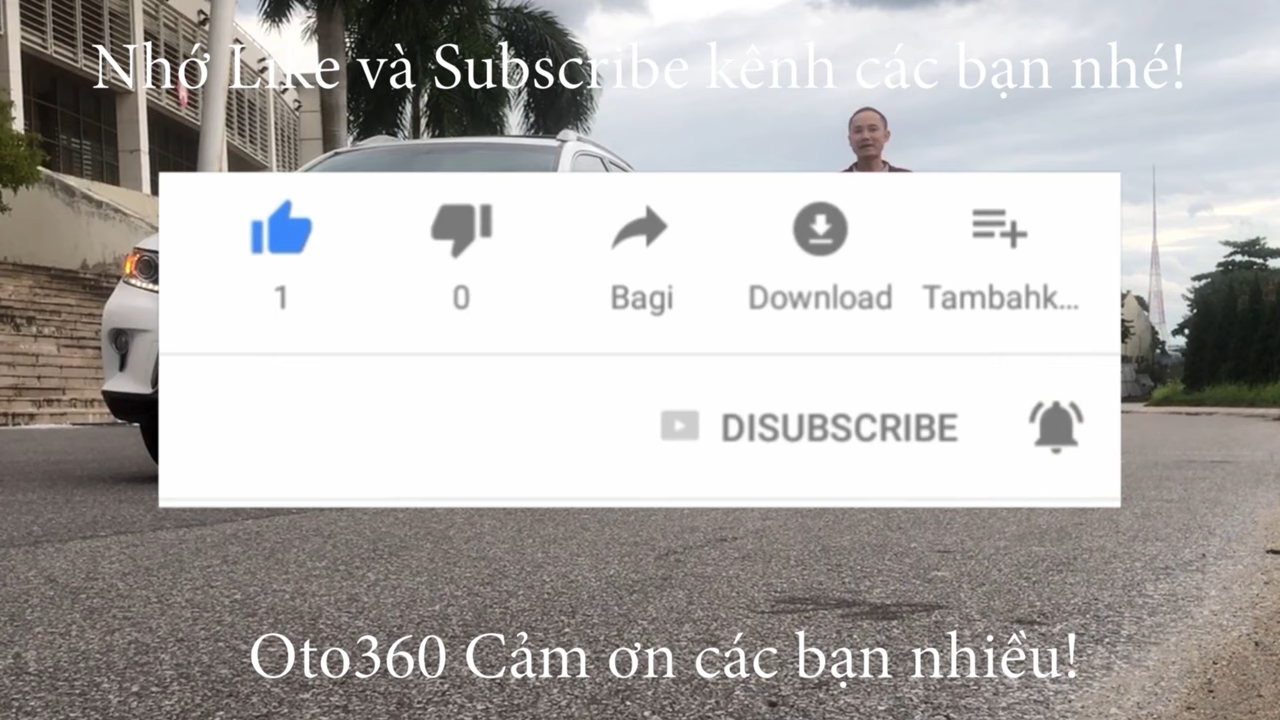 Nhớ Like và Subscribe kênh các bạn nhé!
1 0 Bagi Download Tambahk...
DISUBSCRIBE
Oto360 Cảm ơn các bạn nhiều!